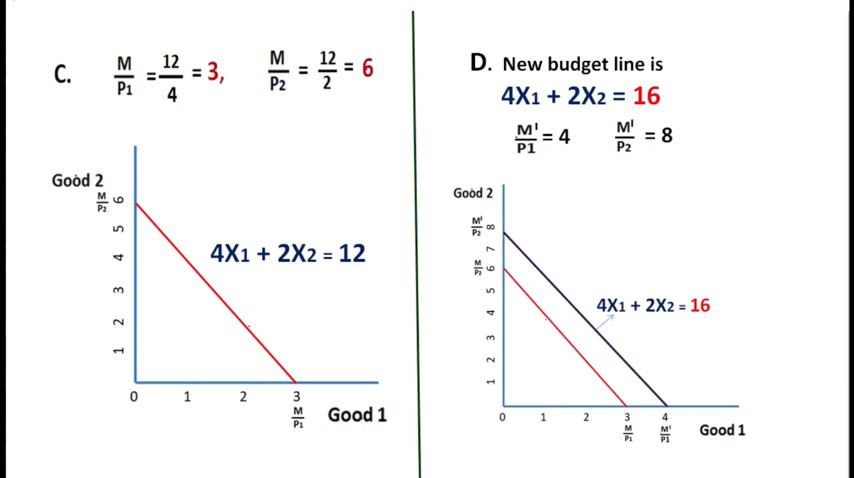 C. M/P1 = 12/4 = 3, M/P2 = 12/2 = 6
Goòd 2
M/P2 6
5
4
3
2
1
4X1 + 2X2 = 12
0 1 2 3
M/P1 Good 1
D. New budget line is
4X1 + 2X2 = 16
M'/P1 = 4 M'/P2 = 8
Goòd 2
M'/P2 8
7
M/P2 6
5
4
3
2
1
4X1 + 2X2 = 16
0 1 2 3 4
M/P1 M'/P1 Good 1